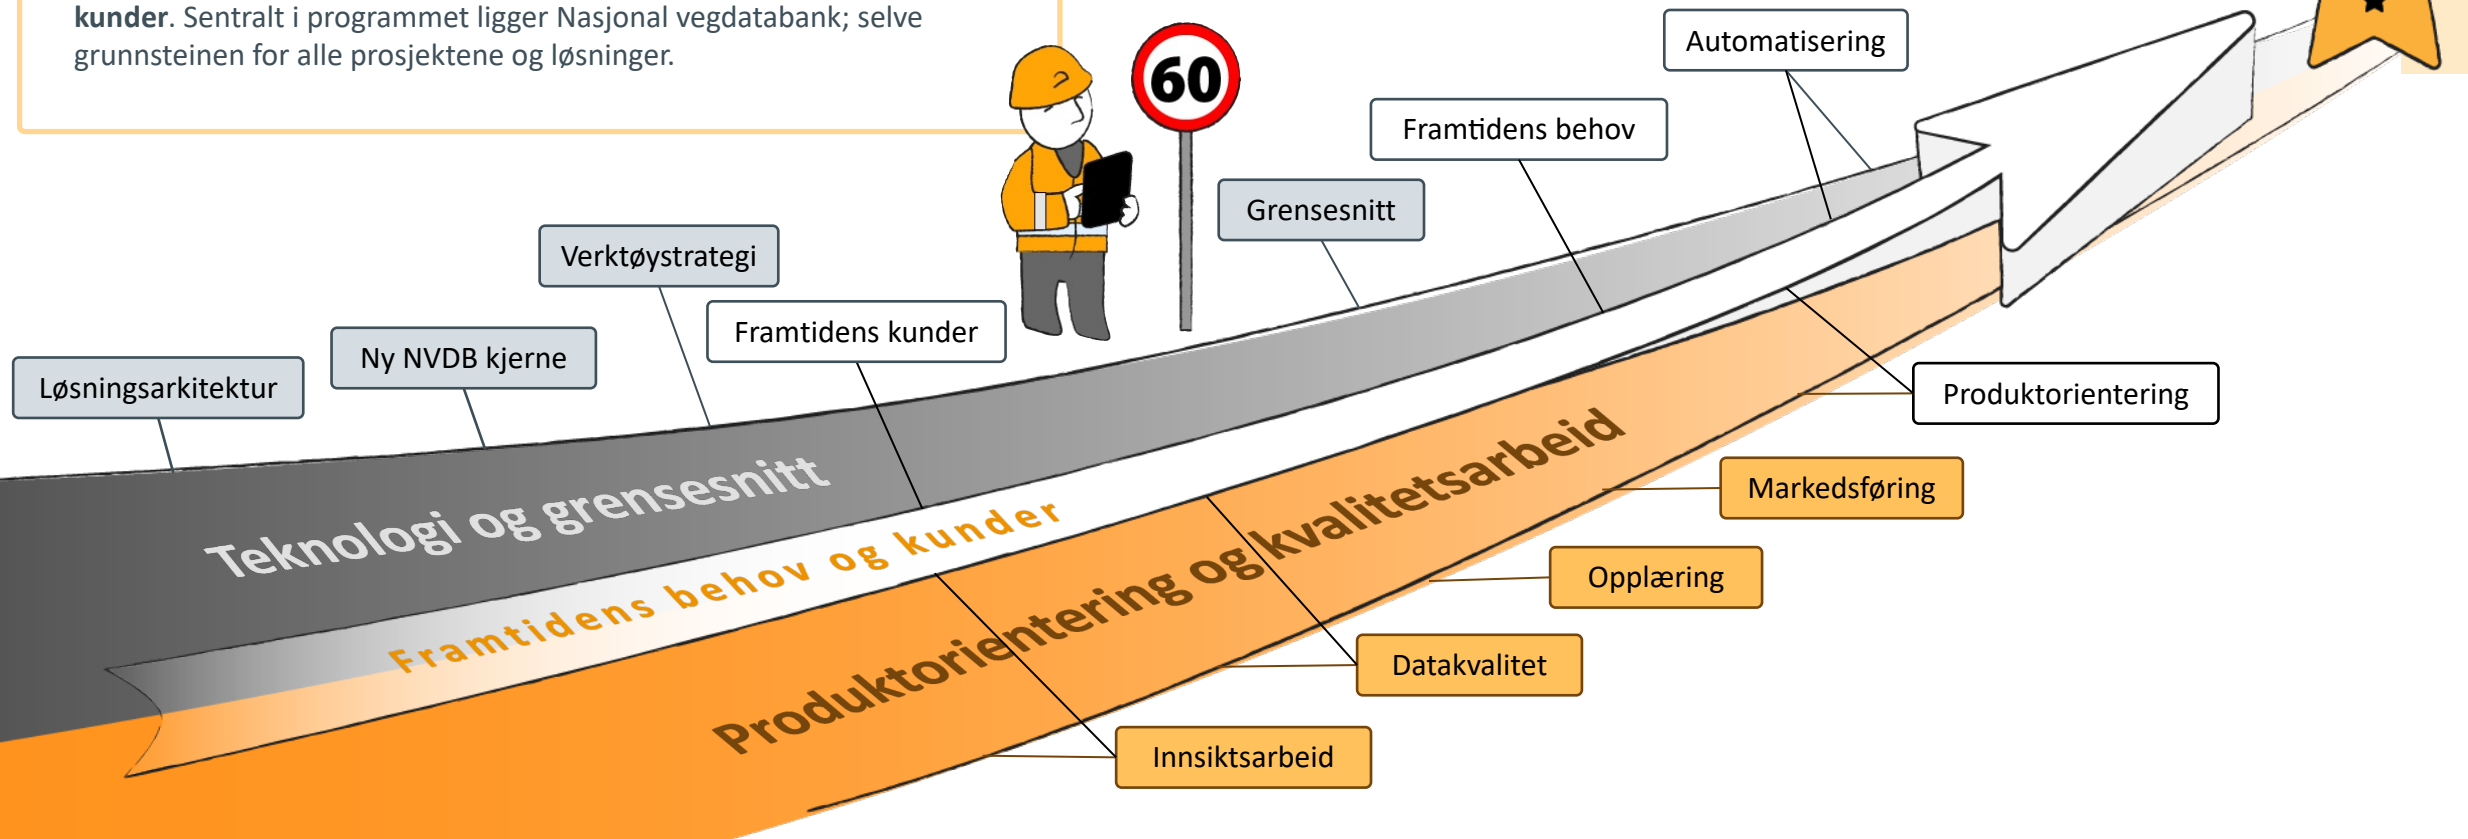 kunder. Sentralt i programmet ligger Nasjonal vegdatabank; selve
grunnsteinen for alle prosjektene og løsninger.
60
Automatisering
Framtidens behov
Grensesnitt
Verktøystrategi
Framtidens kunder
Ny NVDB kjerne
Løsningsarkitektur
Produktorientering
Markedsføring
Opplæring
Datakvalitet
Innsiktsarbeid
Teknologi og grensesnitt
Framtidens behov og kunder
Produktorientering og kvalitetsarbeid